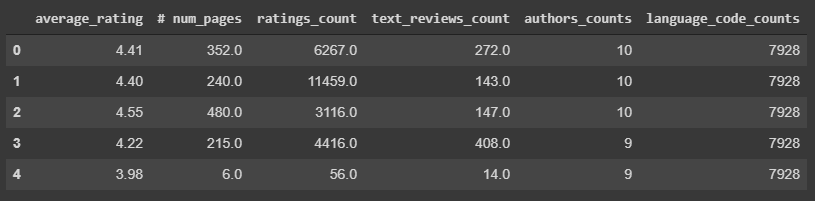 average_rating # num_pages ratings_count text_reviews_count authors_counts language_code_counts
0 4.41 352.0 6267.0 272.0 10 7928
1 4.40 240.0 11459.0 143.0 10 7928
2 4.55 480.0 3116.0 147.0 10 7928
3 4.22 215.0 4416.0 408.0 9 7928
4 3.98 6.0 56.0 14.0 9 7928